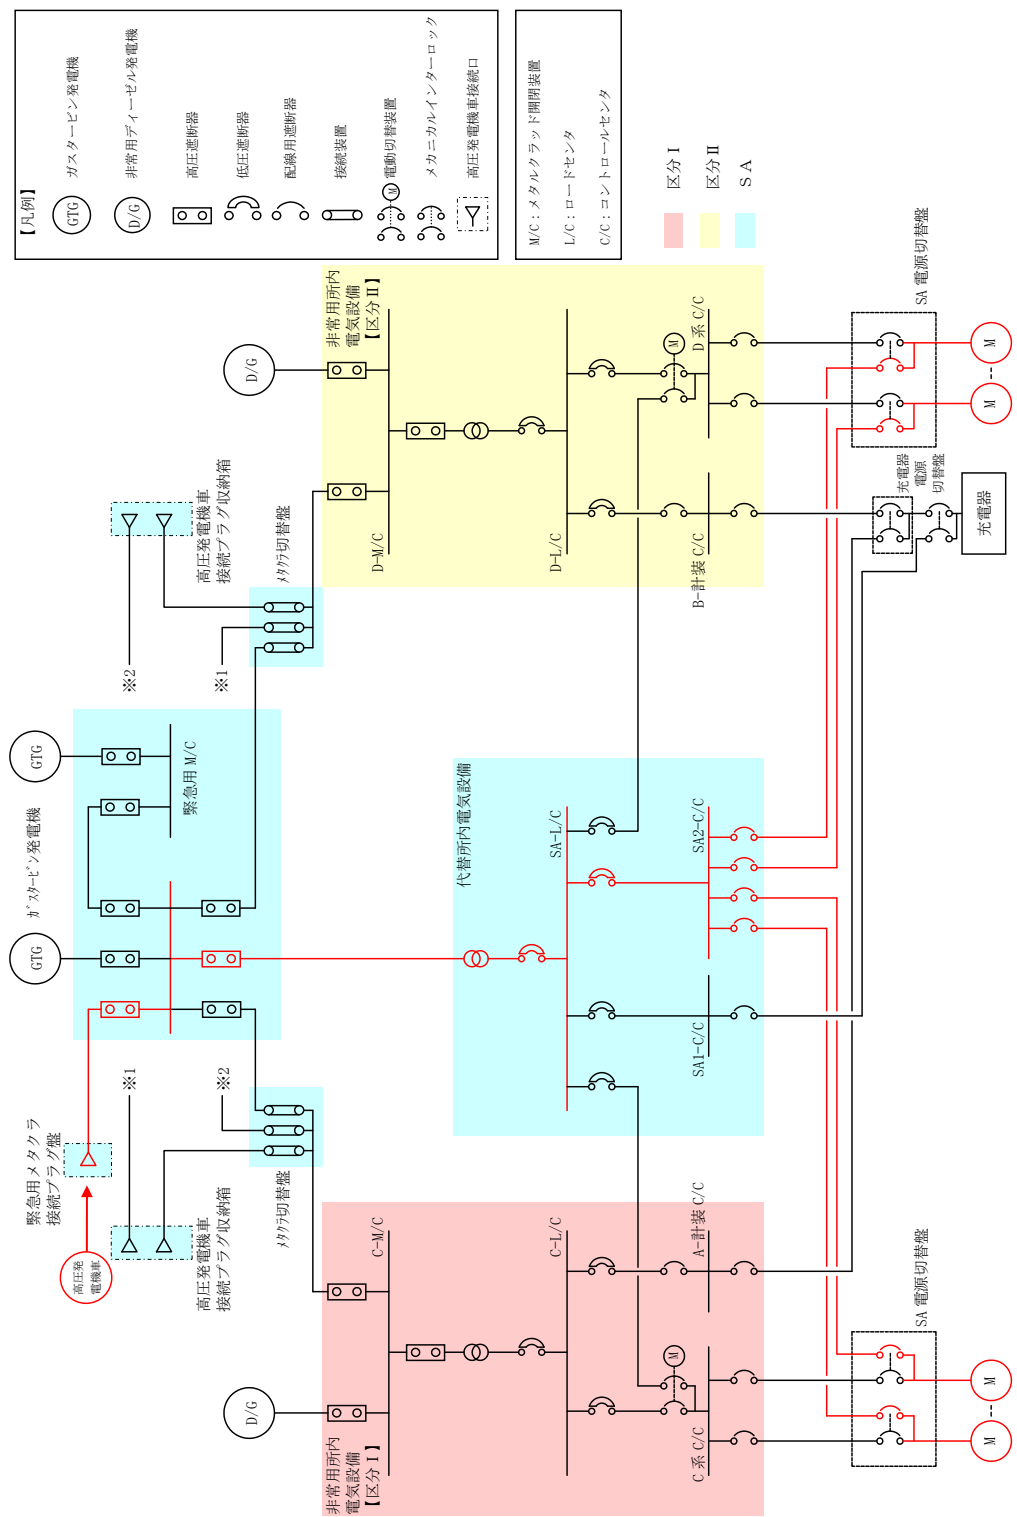 【凡例】
GTG
ガスタービン発電機
D/G
非常用ディーゼル発電機
高圧遮断器
低圧遮断器
配線用遮断器
接続装置
M
電動切替装置
メカニカルインターロック
高圧発電機車接続口
M/C：メタルクラッド開閉装置
L/C：ロードセンタ
C/C：コントロールセンタ
区分Ⅰ
区分Ⅱ
ＳＡ
緊急用メタクラ
接続プラグ盤
高圧発
電機車
GTG
ｶﾞｽﾀｰﾋﾞﾝ発電機
GTG
緊急用 M/C
※1
※2
高圧発電機車
接続プラグ収納箱
ﾒﾀｸﾗ切替盤
※2
※1
高圧発電機車
接続プラグ収納箱
ﾒﾀｸﾗ切替盤
D/G
D/G
非常用所内
電気設備
【区分Ⅰ】
C-M/C
C-L/C
M
C 系 C/C
A-計装 C/C
代替所内電気設備
SA-L/C
SA1-C/C
SA2-C/C
非常用所内
電気設備
【区分Ⅱ】
D-M/C
D-L/C
M
B-計装 C/C
D 系 C/C
SA 電源切替盤
M
M
充電器
電源
切替盤
充電器
SA 電源切替盤
M
M